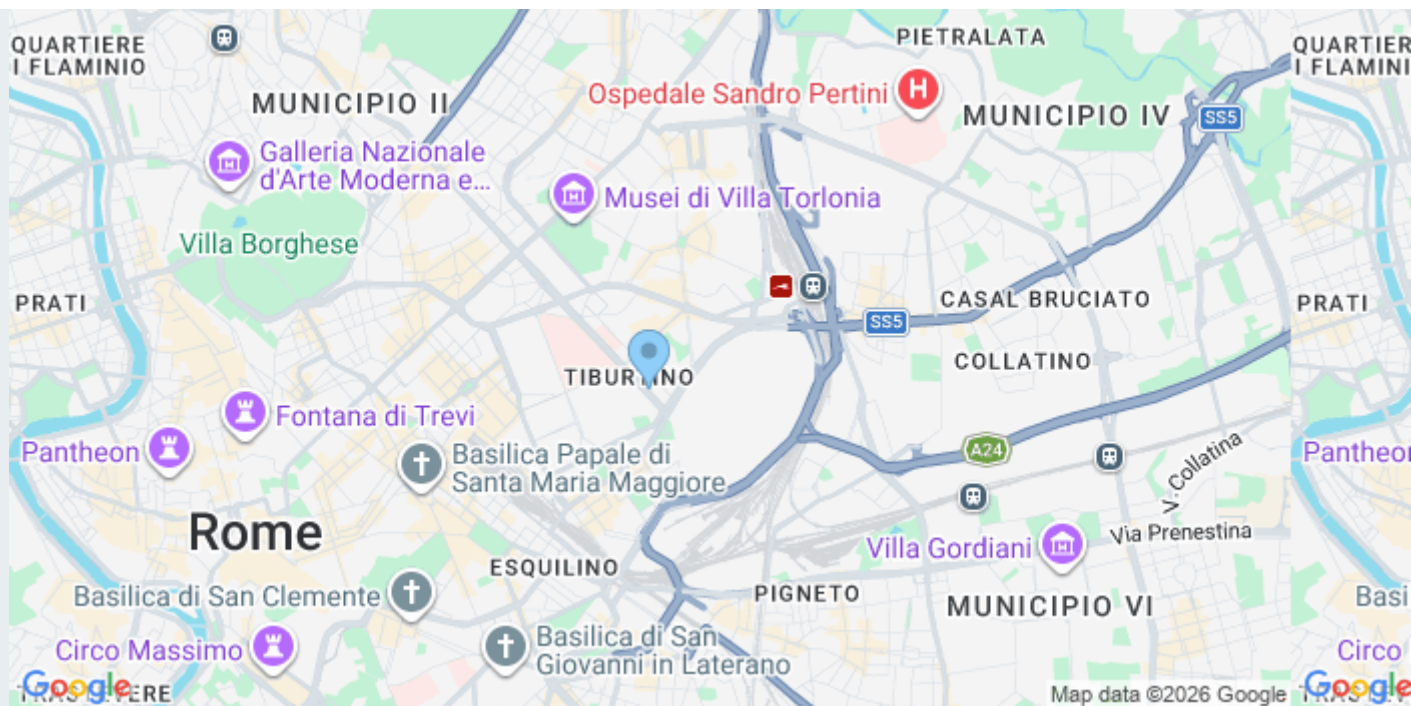 QUARTIERE
I FLAMINIO
MUNICIPIO II
PIETRALATA
Ospedale Sandro Pertini
H
MUNICIPIO IV
SS5
QUARTIER
I FLAMINI
Galleria Nazionale
d'Arte Moderna e...
Musei di Villa Torlonia
Villa Borghese
PRATI
CASAL BRUCIATO
PRATI
SS5
COLLATINO
TIBURTINO
Fontana di Trevi
Pantheon
Basilica Papale di
Santa Maria Maggiore
A24
V. Collatina
Pantheon
Rome
Via Prenestina
Villa Gordiani
ESQUILINO
Basilica di San Clemente
PIGNETO
MUNICIPIO VI
Basi
Circo Massimo
Basilica di San
Giovanni in Laterano
Circo
TRASTEVERE
Google
Map data ©2026 Google
Google